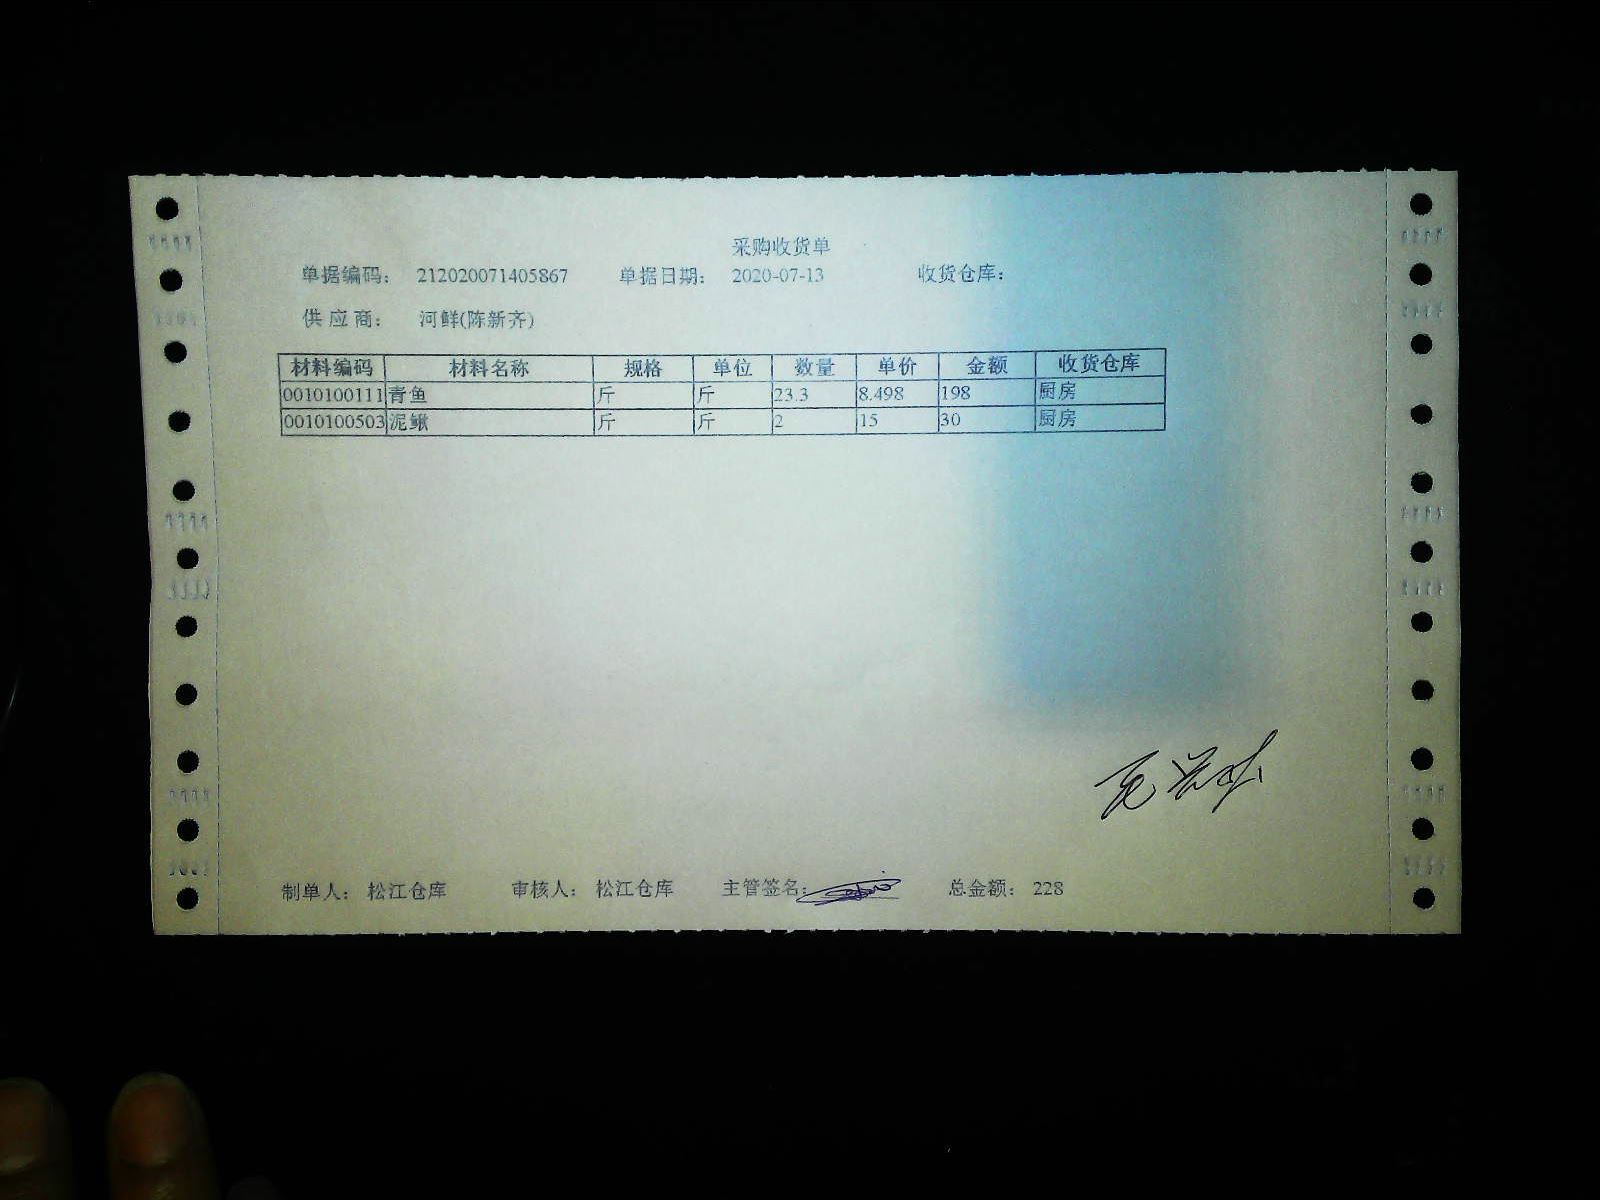 采购收货单
单据编码： 212020071405867 单据日期： 2020-07-13 收货仓库：
供应商： 河鲜(陈新齐)
材料编码 材料名称 规格 单位 数量 单价 金额 收货仓库
0010100111 青鱼 斤 斤 23.3 8.498 198 厨房
0010100503 泥鳅 斤 斤 2 15 30 厨房
制单人： 松江仓库 审核人： 松江仓库 主管签名： 总金额： 228